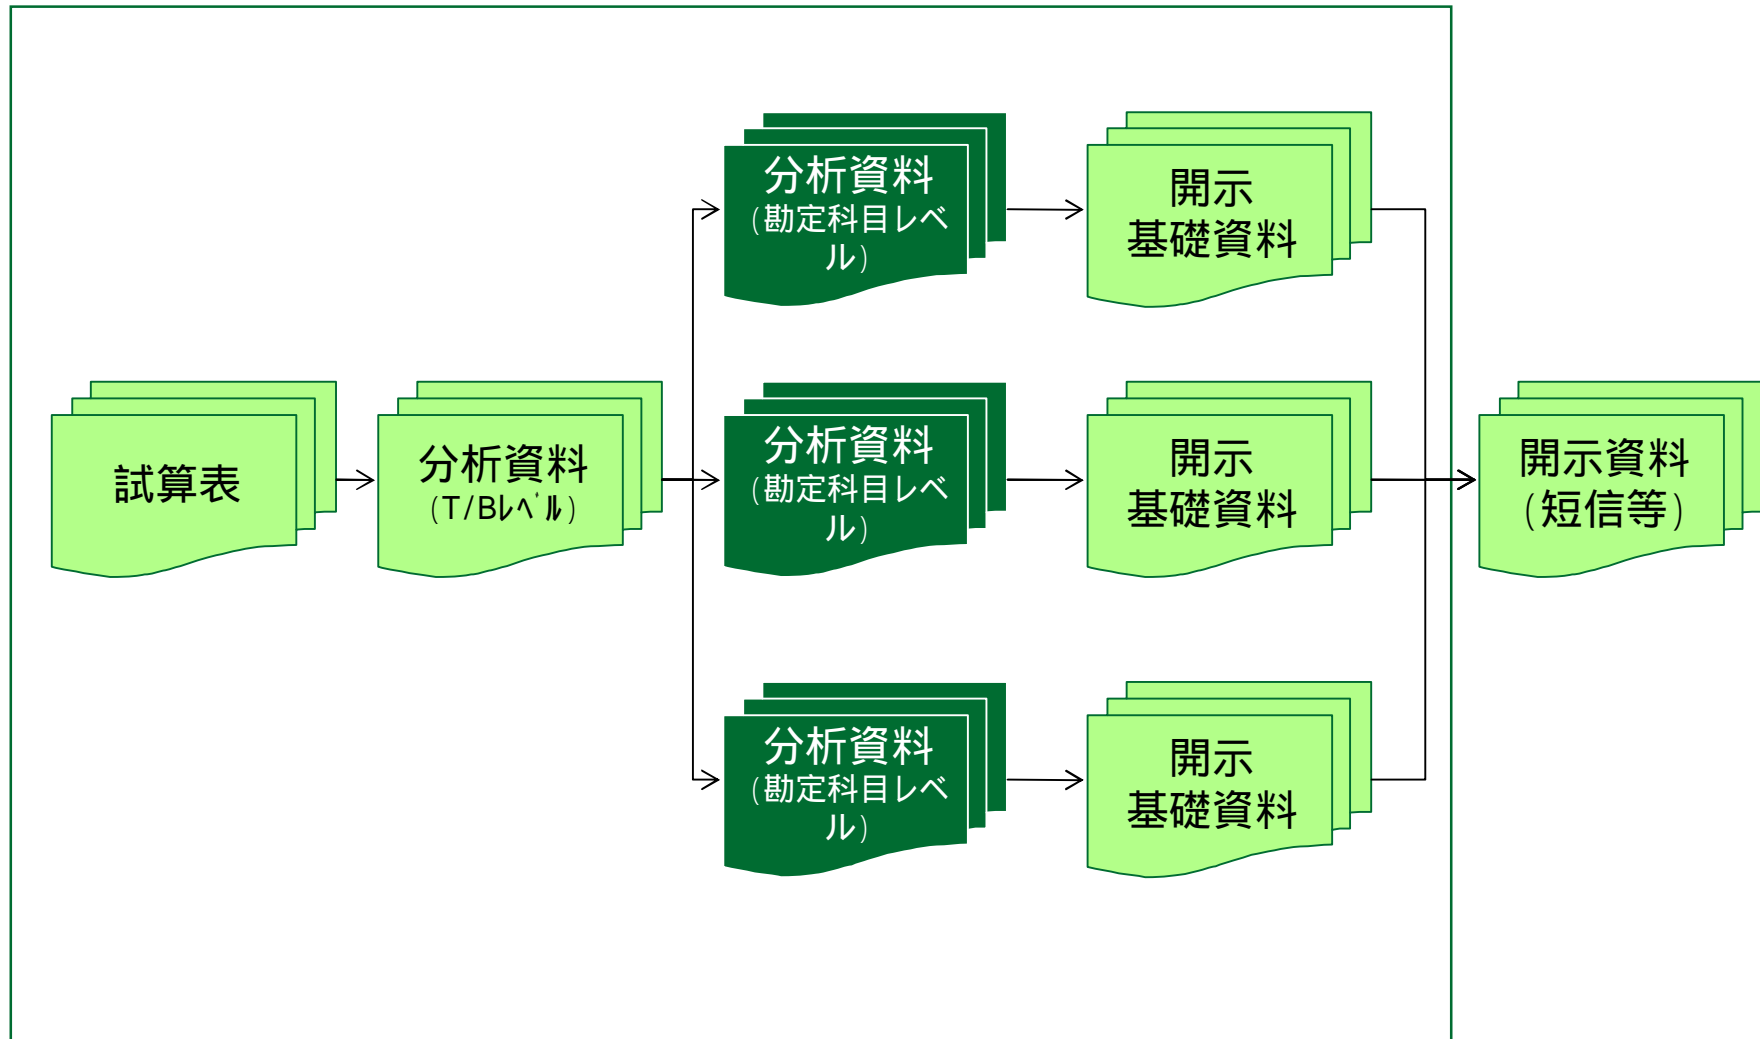 試算表
分析資料
(T/Bﾚﾍﾞﾙ)
分析資料
(勘定科目レベ
ル)
開示
基礎資料
分析資料
(勘定科目レベ
ル)
開示
基礎資料
分析資料
(勘定科目レベ
ル)
開示
基礎資料
開示資料
(短信等)